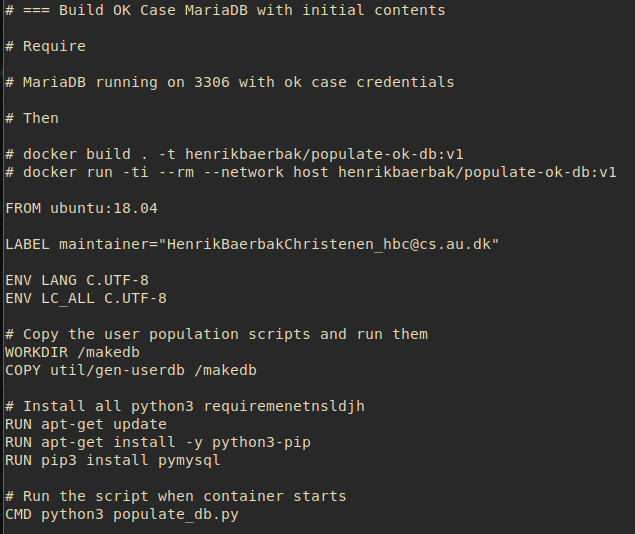 # === Build OK Case MariaDB with initial contents
# Require
# MariaDB running on 3306 with ok case credentials
# Then
# docker build . -t henrikbaerbak/populate-ok-db:v1
# docker run -ti --rm --network host henrikbaerbak/populate-ok-db:v1
FROM ubuntu:18.04
LABEL maintainer="HenrikBaerbakChristenen_hbc@cs.au.dk"
ENV LANG C.UTF-8
ENV LC_ALL C.UTF-8
# Copy the user population scripts and run them
WORKDIR /makedb
COPY util/gen-userdb /makedb
# Install all python3 requiremenetnsldjh
RUN apt-get update
RUN apt-get install -y python3-pip
RUN pip3 install pymysql
# Run the script when container starts
CMD python3 populate_db.py